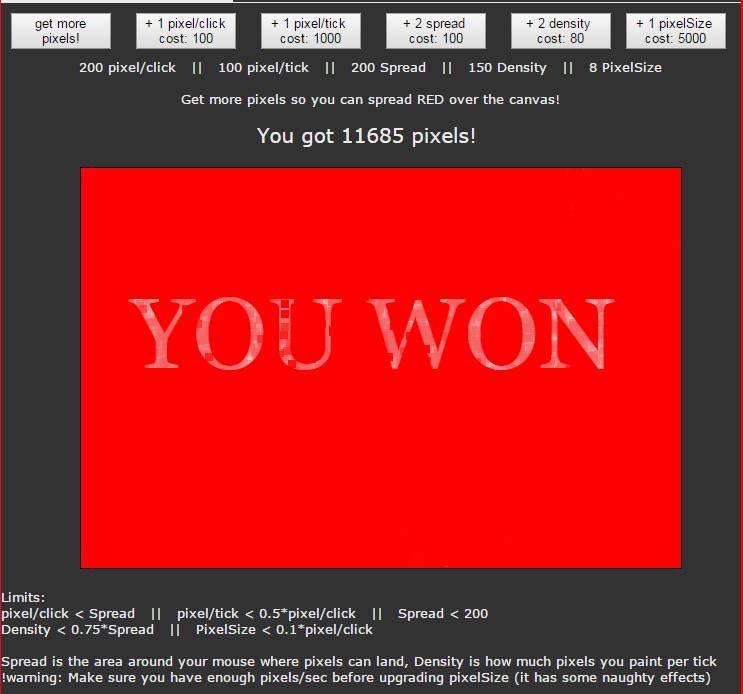 get more pixels!
+ 1 pixel/click cost: 100
+ 1 pixel/tick cost: 1000
+ 2 spread cost: 100
+ 2 density cost: 80
+ 1 pixelSize cost: 5000
200 pixel/click || 100 pixel/tick || 200 Spread || 150 Density || 8 PixelSize
Get more pixels so you can spread RED over the canvas!
You got 11685 pixels!
YOU WON
Limits:
pixel/click < Spread || pixel/tick < 0.5*pixel/click || Spread < 200
Density < 0.75*Spread || PixelSize < 0.1*pixel/click
Spread is the area around your mouse where pixels can land, Density is how much pixels you paint per tick
!warning: Make sure you have enough pixels/sec before upgrading pixelSize (it has some naughty effects)